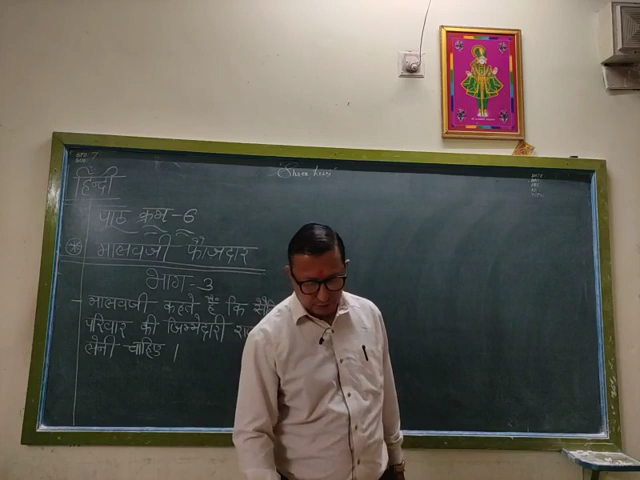 हिन्दी
पाठ क्रम-6
मालवजी फौजदार
भाग-3
- मालवजी कहते है कि
परिवार की जिम्मेदारी
लेनी चाहिए।